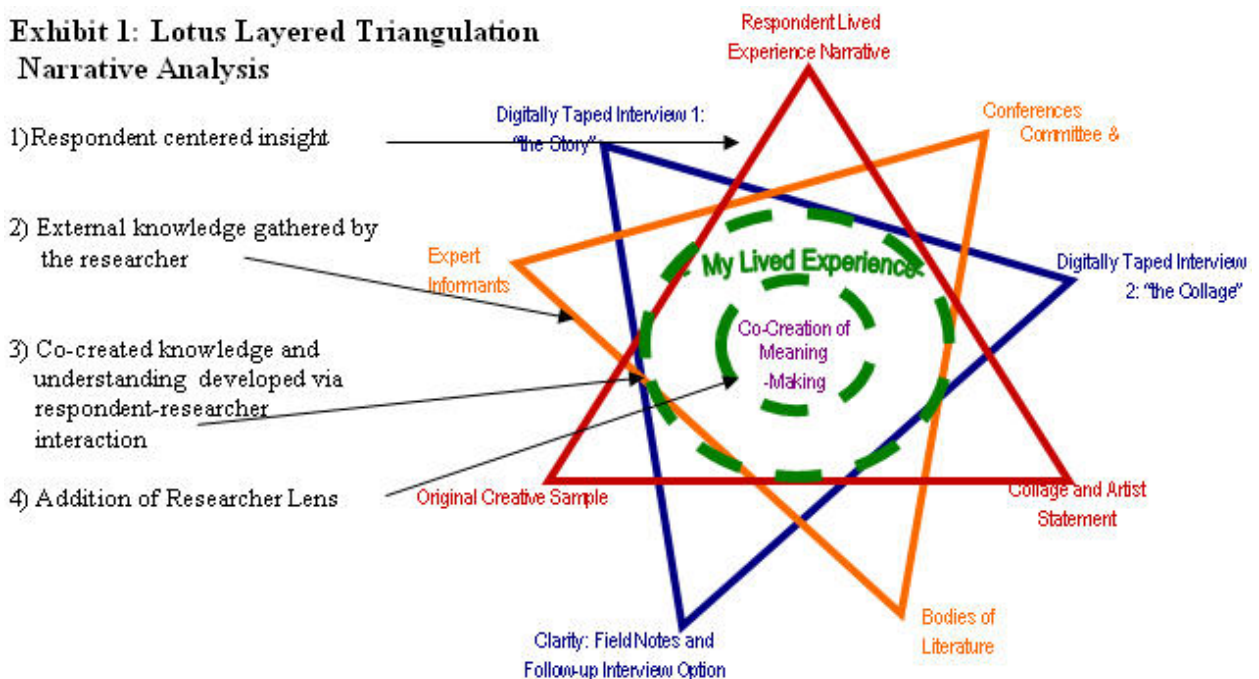 Exhibit 1: Lotus Layered Triangulation
Narrative Analysis
1)Respondent centered insight
2) External knowledge gathered by
the researcher
3) Co-created knowledge and
understanding developed via
respondent-researcher
interaction
4) Addition of Researcher Lens
Respondent Lived
Experience Narrative
Digitally Taped Interview 1:
"the Story"
Conferences
Committee &
Expert
Informants
Digitally Taped Interview
2: "the Collage"
My Lived Experience
Co-Creation of
Meaning
-Making
Original Creative Sample
Collage and Artist
Statement
Clarity: Field Notes and
Follow-up Interview Option
Bodies of
Literature